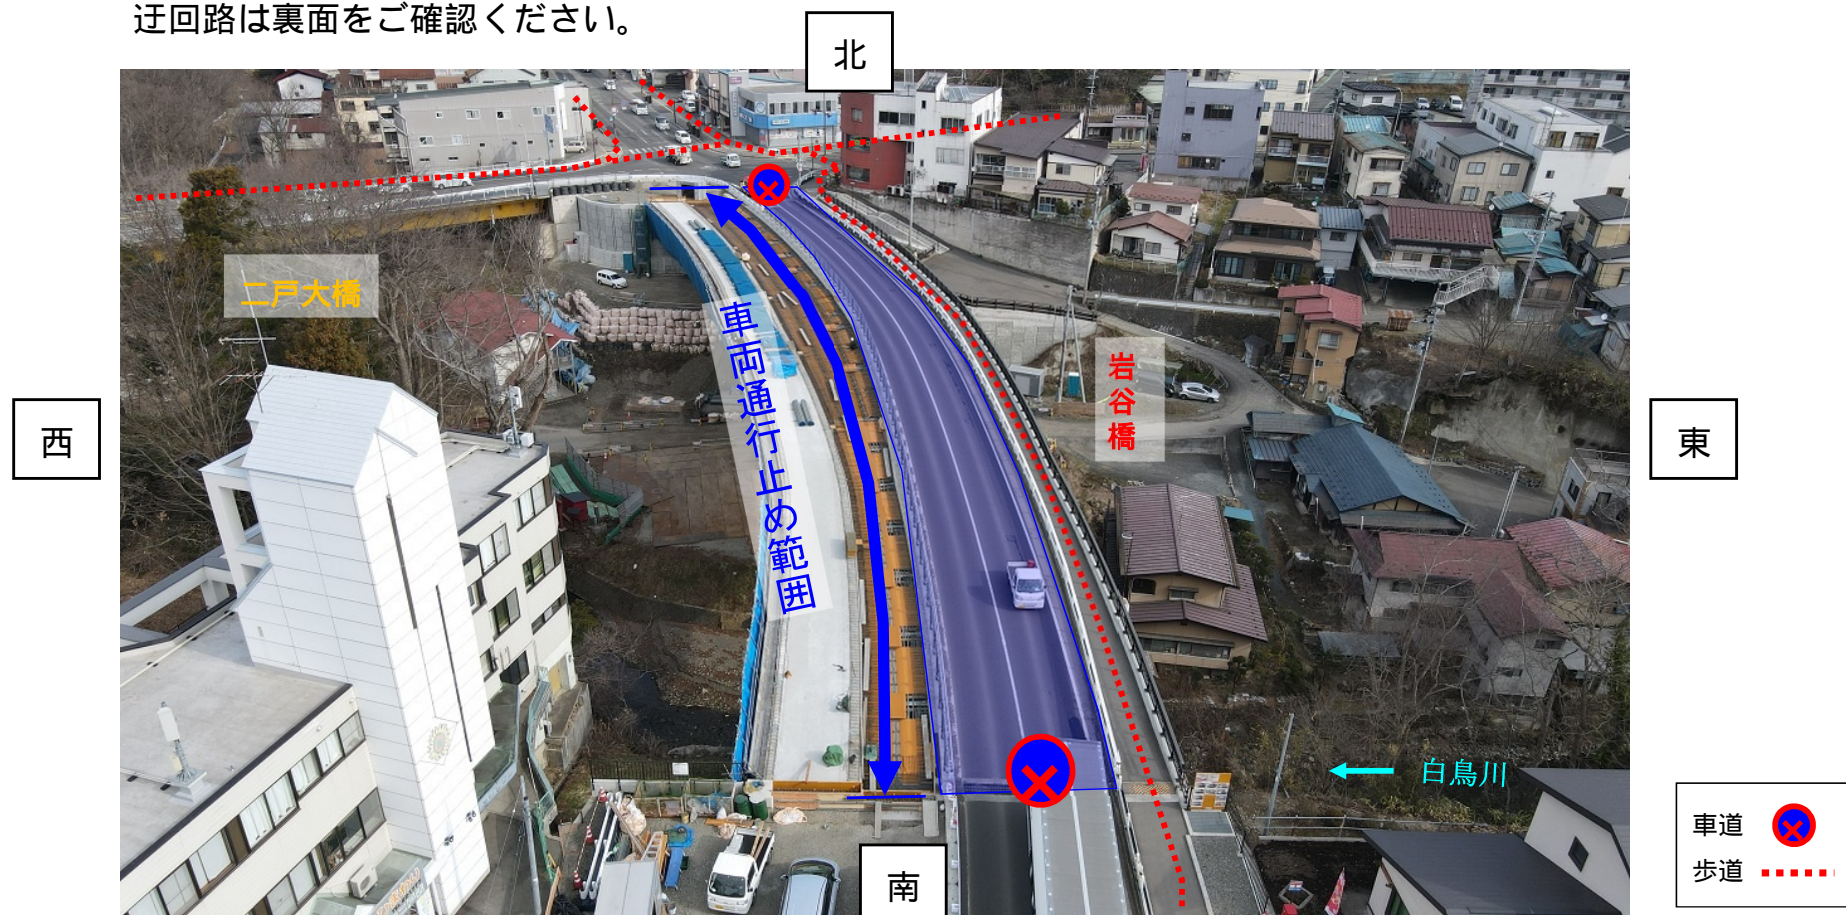 迂回路は裏面をご確認ください。
北
二戸大橋
車両通行止め範囲
岩谷橋
西
東
白鳥川
南
車道
歩道